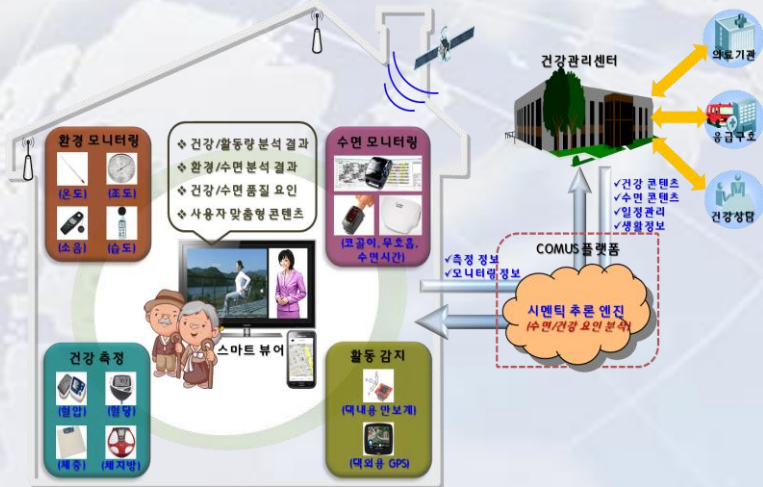 건강관리센터
의료기관
응급구호
건강상담
환경 모니터링
(온도)
(조도)
(소음)
(습도)
❖ 건강/활동량 분석 결과
❖ 환경/수면 분석 결과
❖ 건강/수면 품질 요인
❖ 사용자 맞춤형 콘텐츠
수면 모니터링
(코골이, 무호흡,
수면시간)
✓건강 콘텐츠
✓수면 콘텐츠
✓일정관리
✓생활정보
✓측정 정보
✓모니터링 정보
COMUS 플랫폼
시멘틱 추론 엔진
(수면/건강 요인 분석)
스마트 뷰어
건강 측정
(혈압)
(혈당)
(체중)
(체지방)
활동 감지
(댁내용 만보계)
(댁외용 GPS)